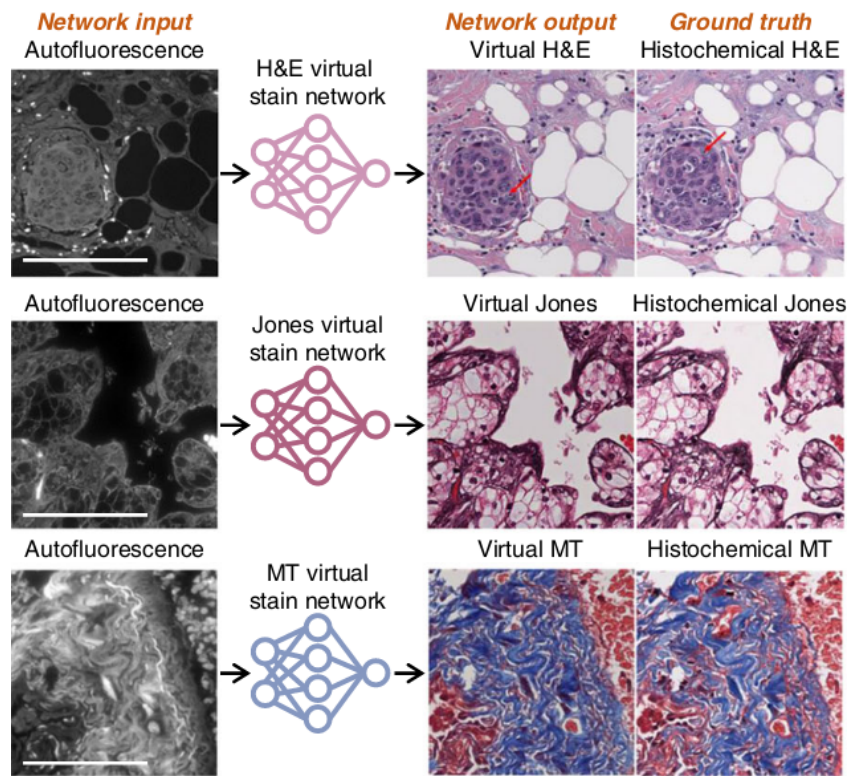 Network input
Network output
Ground truth
Autofluorescence
H&E virtual
stain network
Virtual H&E
Histochemical H&E
Autofluorescence
Jones virtual
stain network
Virtual Jones
Histochemical Jones
Autofluorescence
MT virtual
stain network
Virtual MT
Histochemical MT